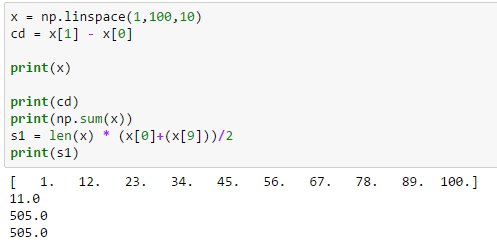 x = np.linspace(1,100,10)
cd = x[1] - x[0]
print(x)
print(cd)
print(np.sum(x))
s1 = len(x) * (x[0]+(x[9]))/2
print(s1)
[   1.   12.   23.   34.   45.   56.   67.   78.   89.  100.]
11.0
505.0
505.0